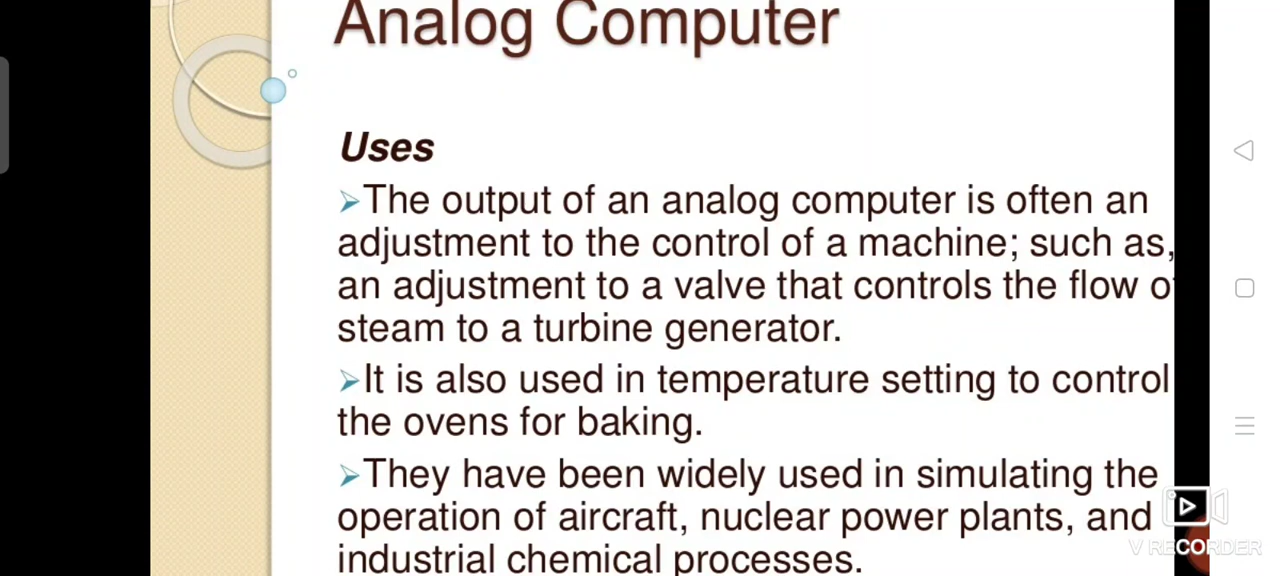 Analog Computer
Uses
➢The output of an analog computer is often an
adjustment to the control of a machine; such as,
an adjustment to a valve that controls the flow of
steam to a turbine generator.
➢It is also used in temperature setting to control
the ovens for baking.
➢They have been widely used in simulating the
operation of aircraft, nuclear power plants, and
industrial chemical processes.
V RECORDER